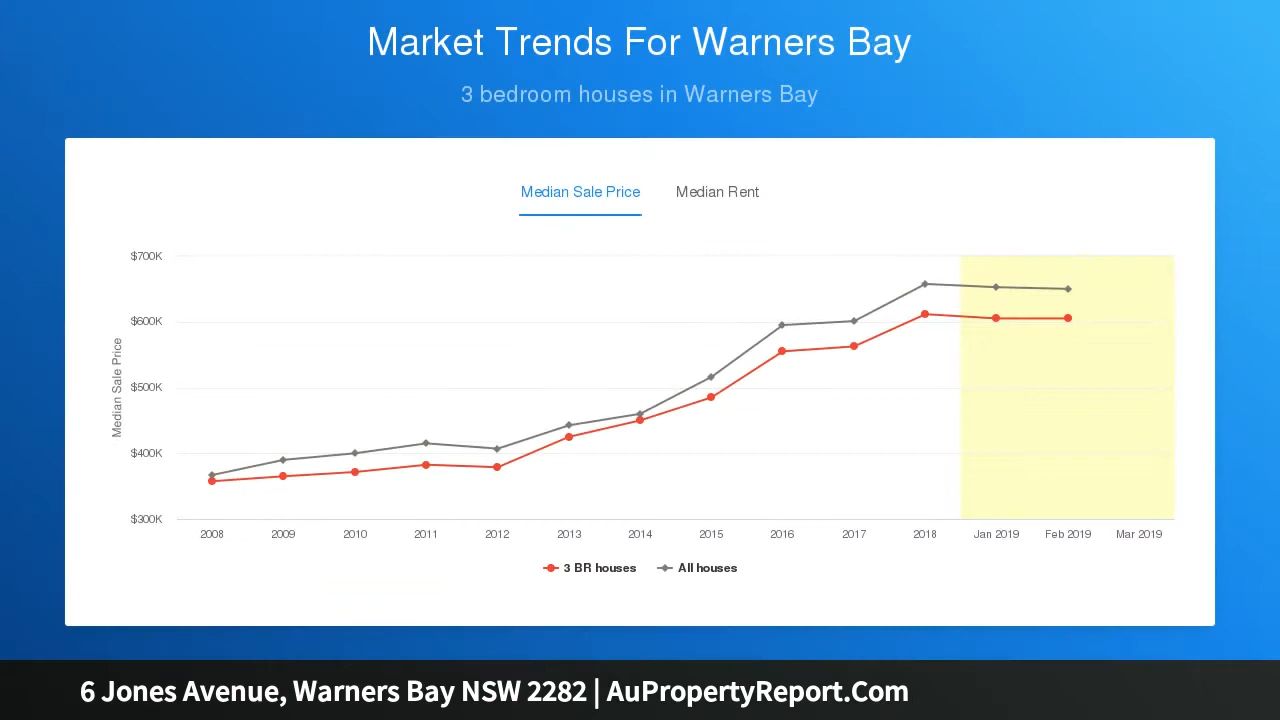 Market Trends For Warners Bay
3 bedroom houses in Warners Bay
Median Sale Price Median Rent
Median Sale Price
$700K
$600K
$500K
$400K
$300K
2008 2009 2010 2011 2012 2013 2014 2015 2016 2017 2018 Jan 2019 Feb 2019 Mar 2019
3 BR houses All houses
6 Jones Avenue, Warners Bay NSW 2282 | AuPropertyReport.Com